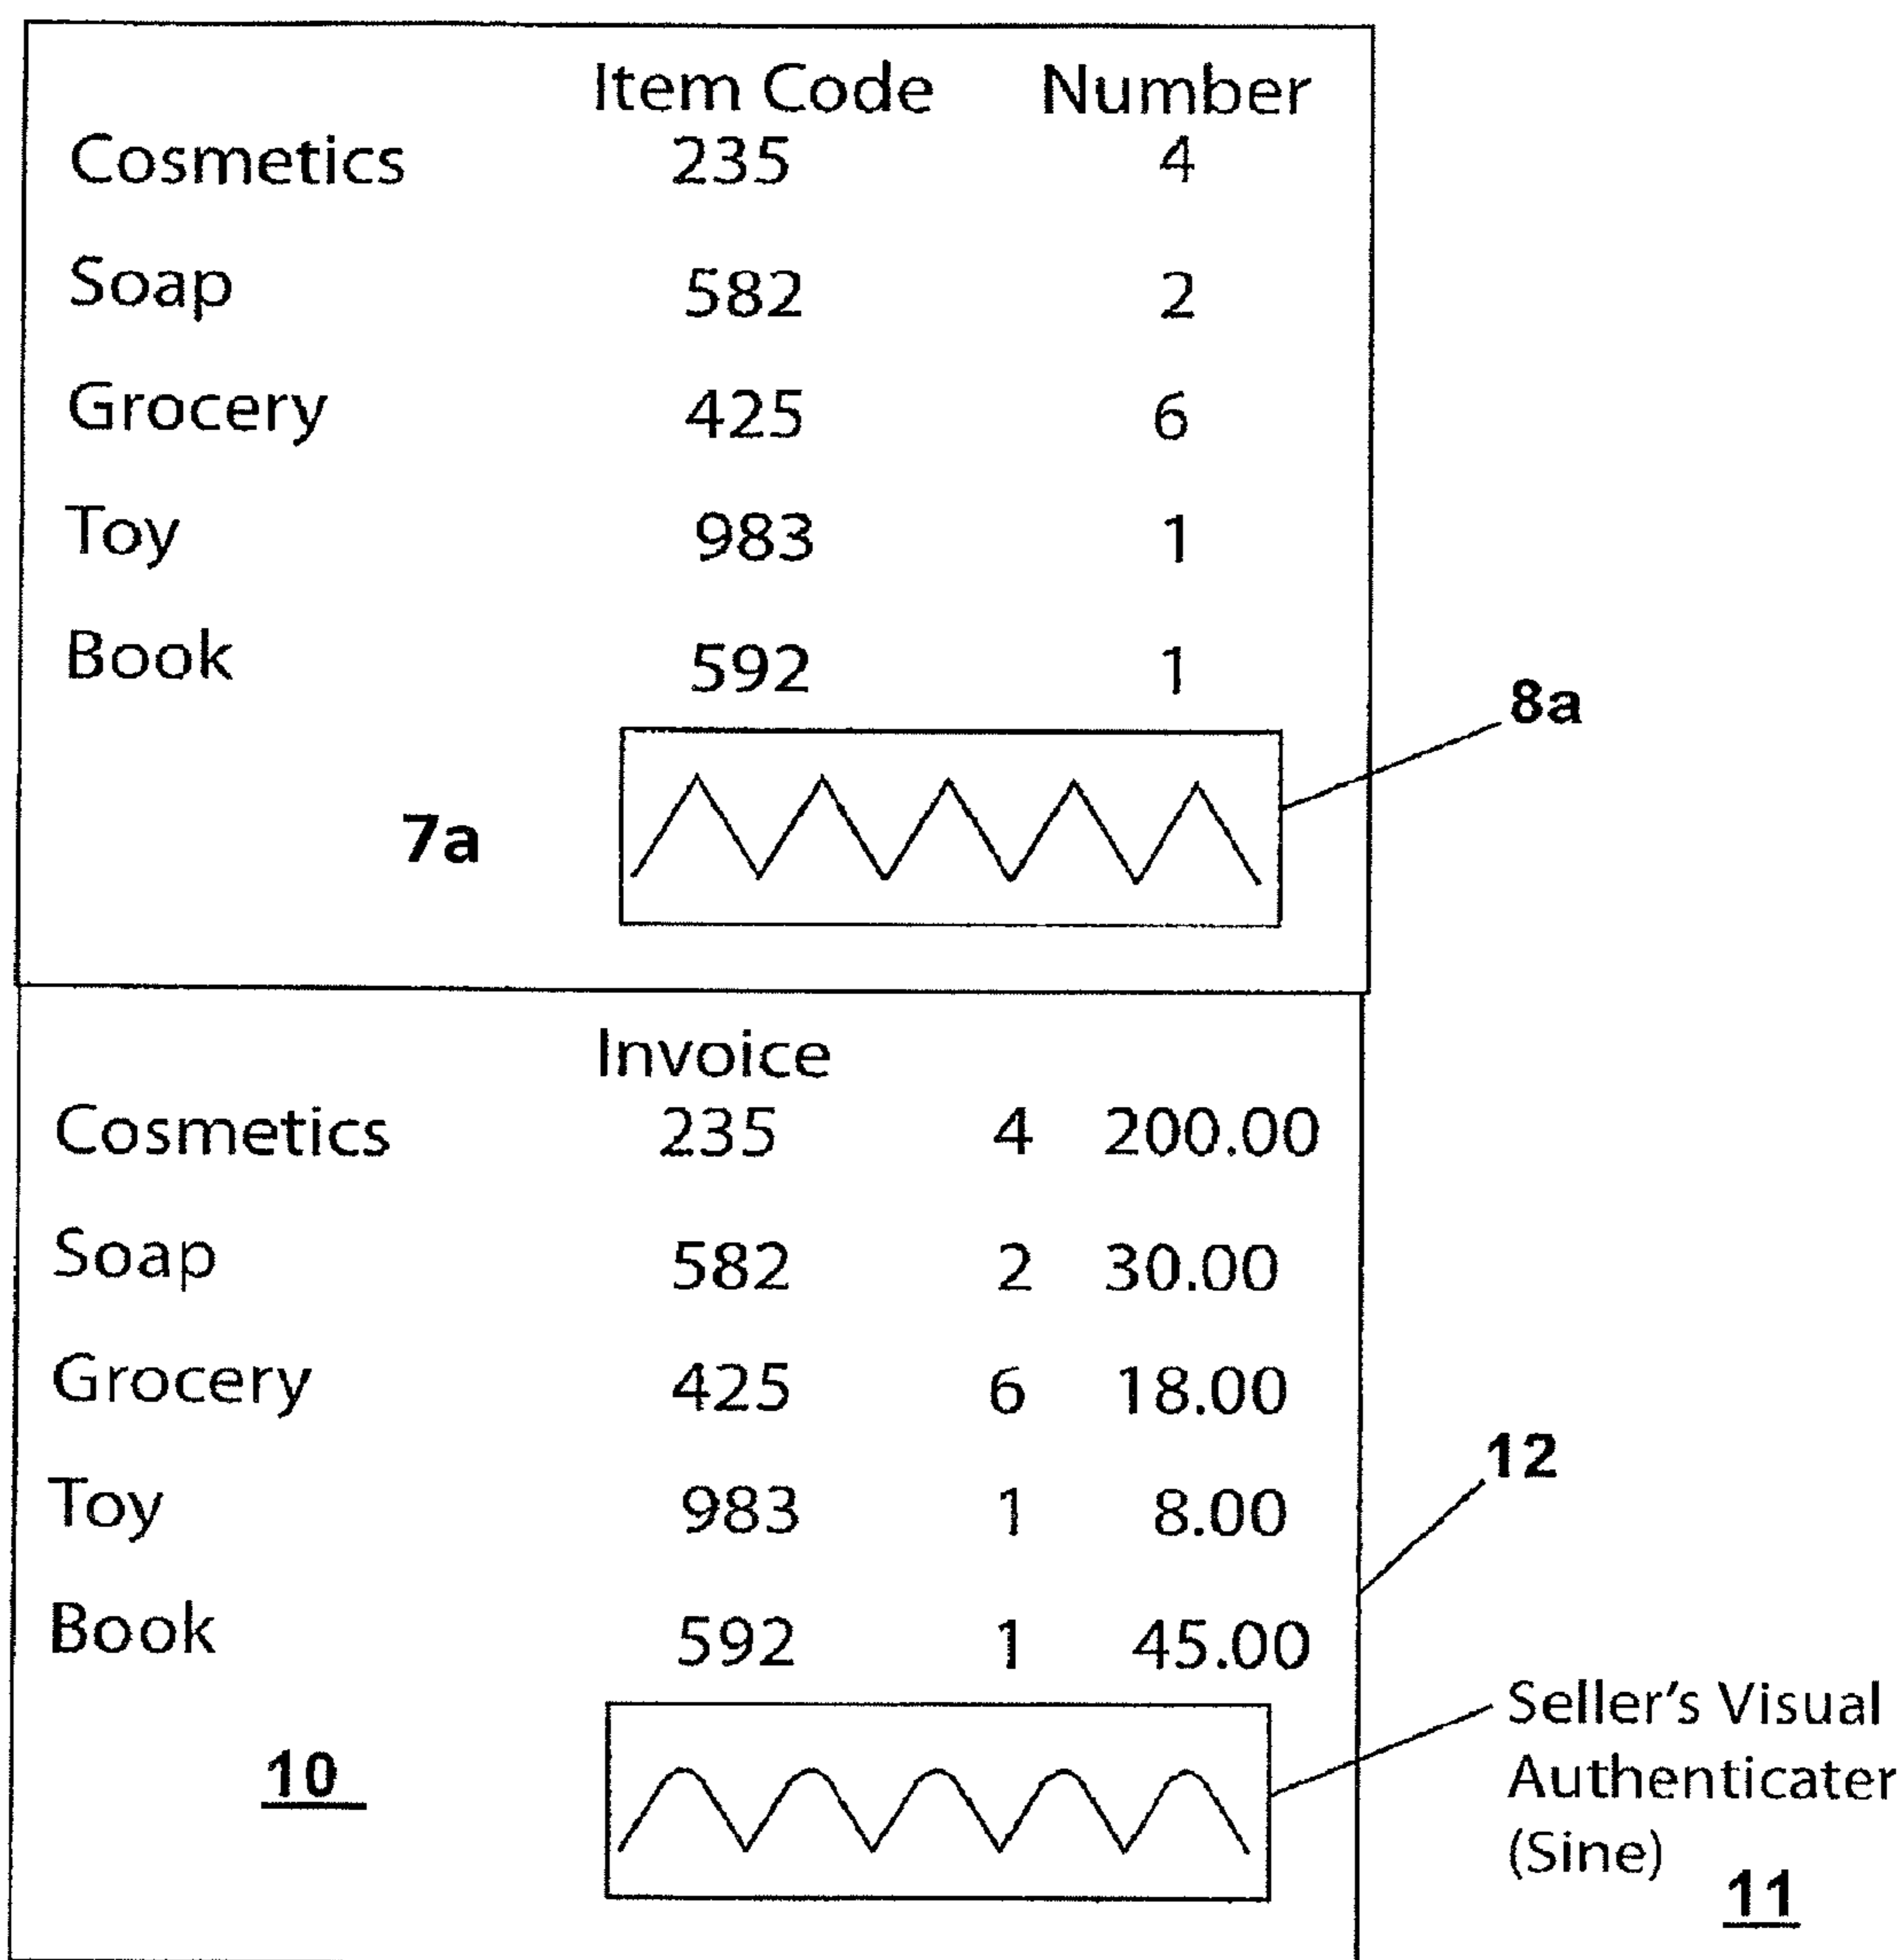 Item Code Number
Cosmetics 235 4
Soap 582 2
Grocery 425 6
Toy 983 1
Book 592 1
8a
7a
Invoice
Cosmetics 235 4 200.00
Soap 582 2 30.00
Grocery 425 6 18.00
Toy 983 1 8.00
12
Book 592 1 45.00
Seller's Visual
10 Authenticater
(Sine)
11